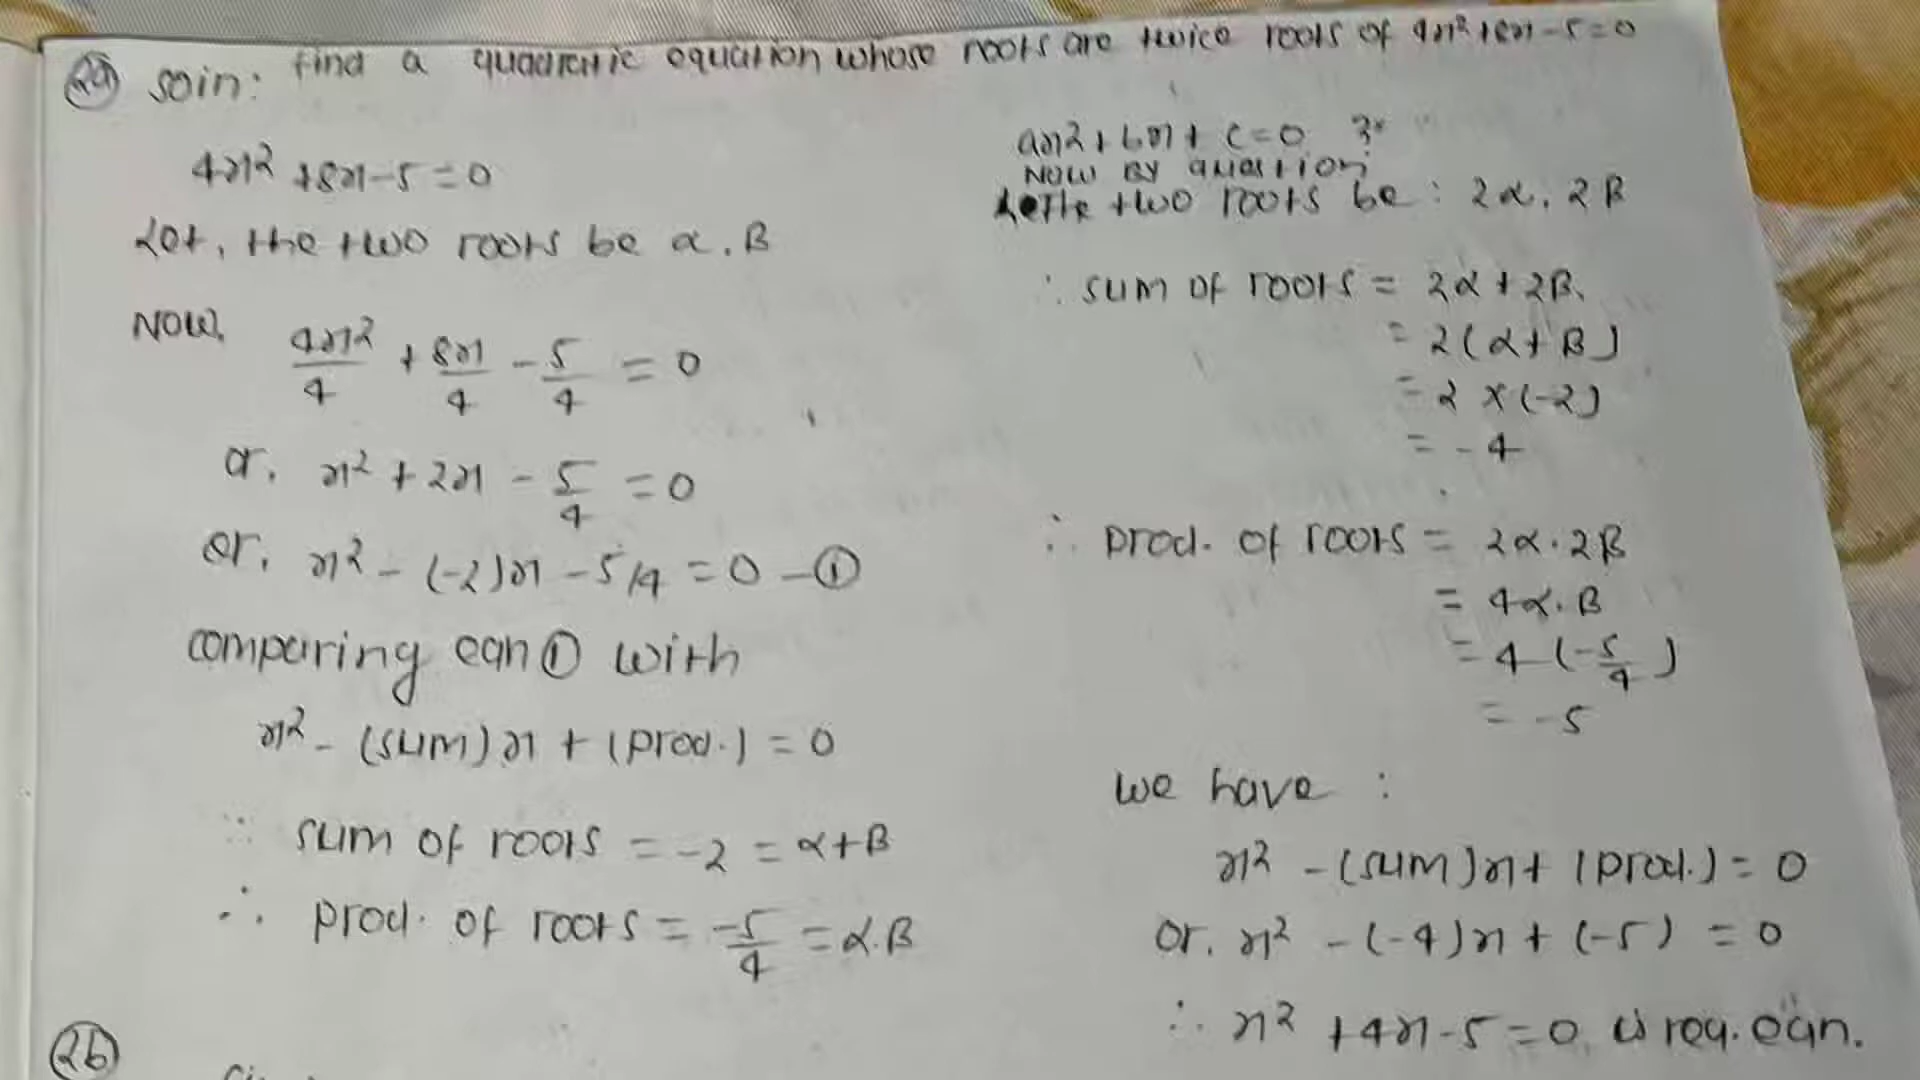 2a) Soln: find a quadratic equation whose roots are twice roots of 4x²+8x-5=0
4x² +8x-5=0
Let, the two roots be α, β
Now, 4x²/4 + 8x/4 - 5/4 = 0
or, x² + 2x - 5/4 = 0
or, x² - (-2)x - 5/4 = 0 - ①
comparing eqn ① with
x² - (sum)x + (prod.) = 0
∵ sum of roots = -2 = α+β
∴ prod. of roots = -5/4 = α.β
2b)
ax²+bx+c=0
Now by question
the two roots be: 2α, 2β
∴ sum of roots = 2α+2β
= 2(α+β)
= 2 × (-2)
= -4
∴ prod. of roots = 2α.2β
= 4α.β
= 4 (-5/4)
= -5
we have :
x² - (sum)x + (prod.) = 0
or, x² - (-4)x + (-5) = 0
∴ x² +4x-5=0 is req. eqn.